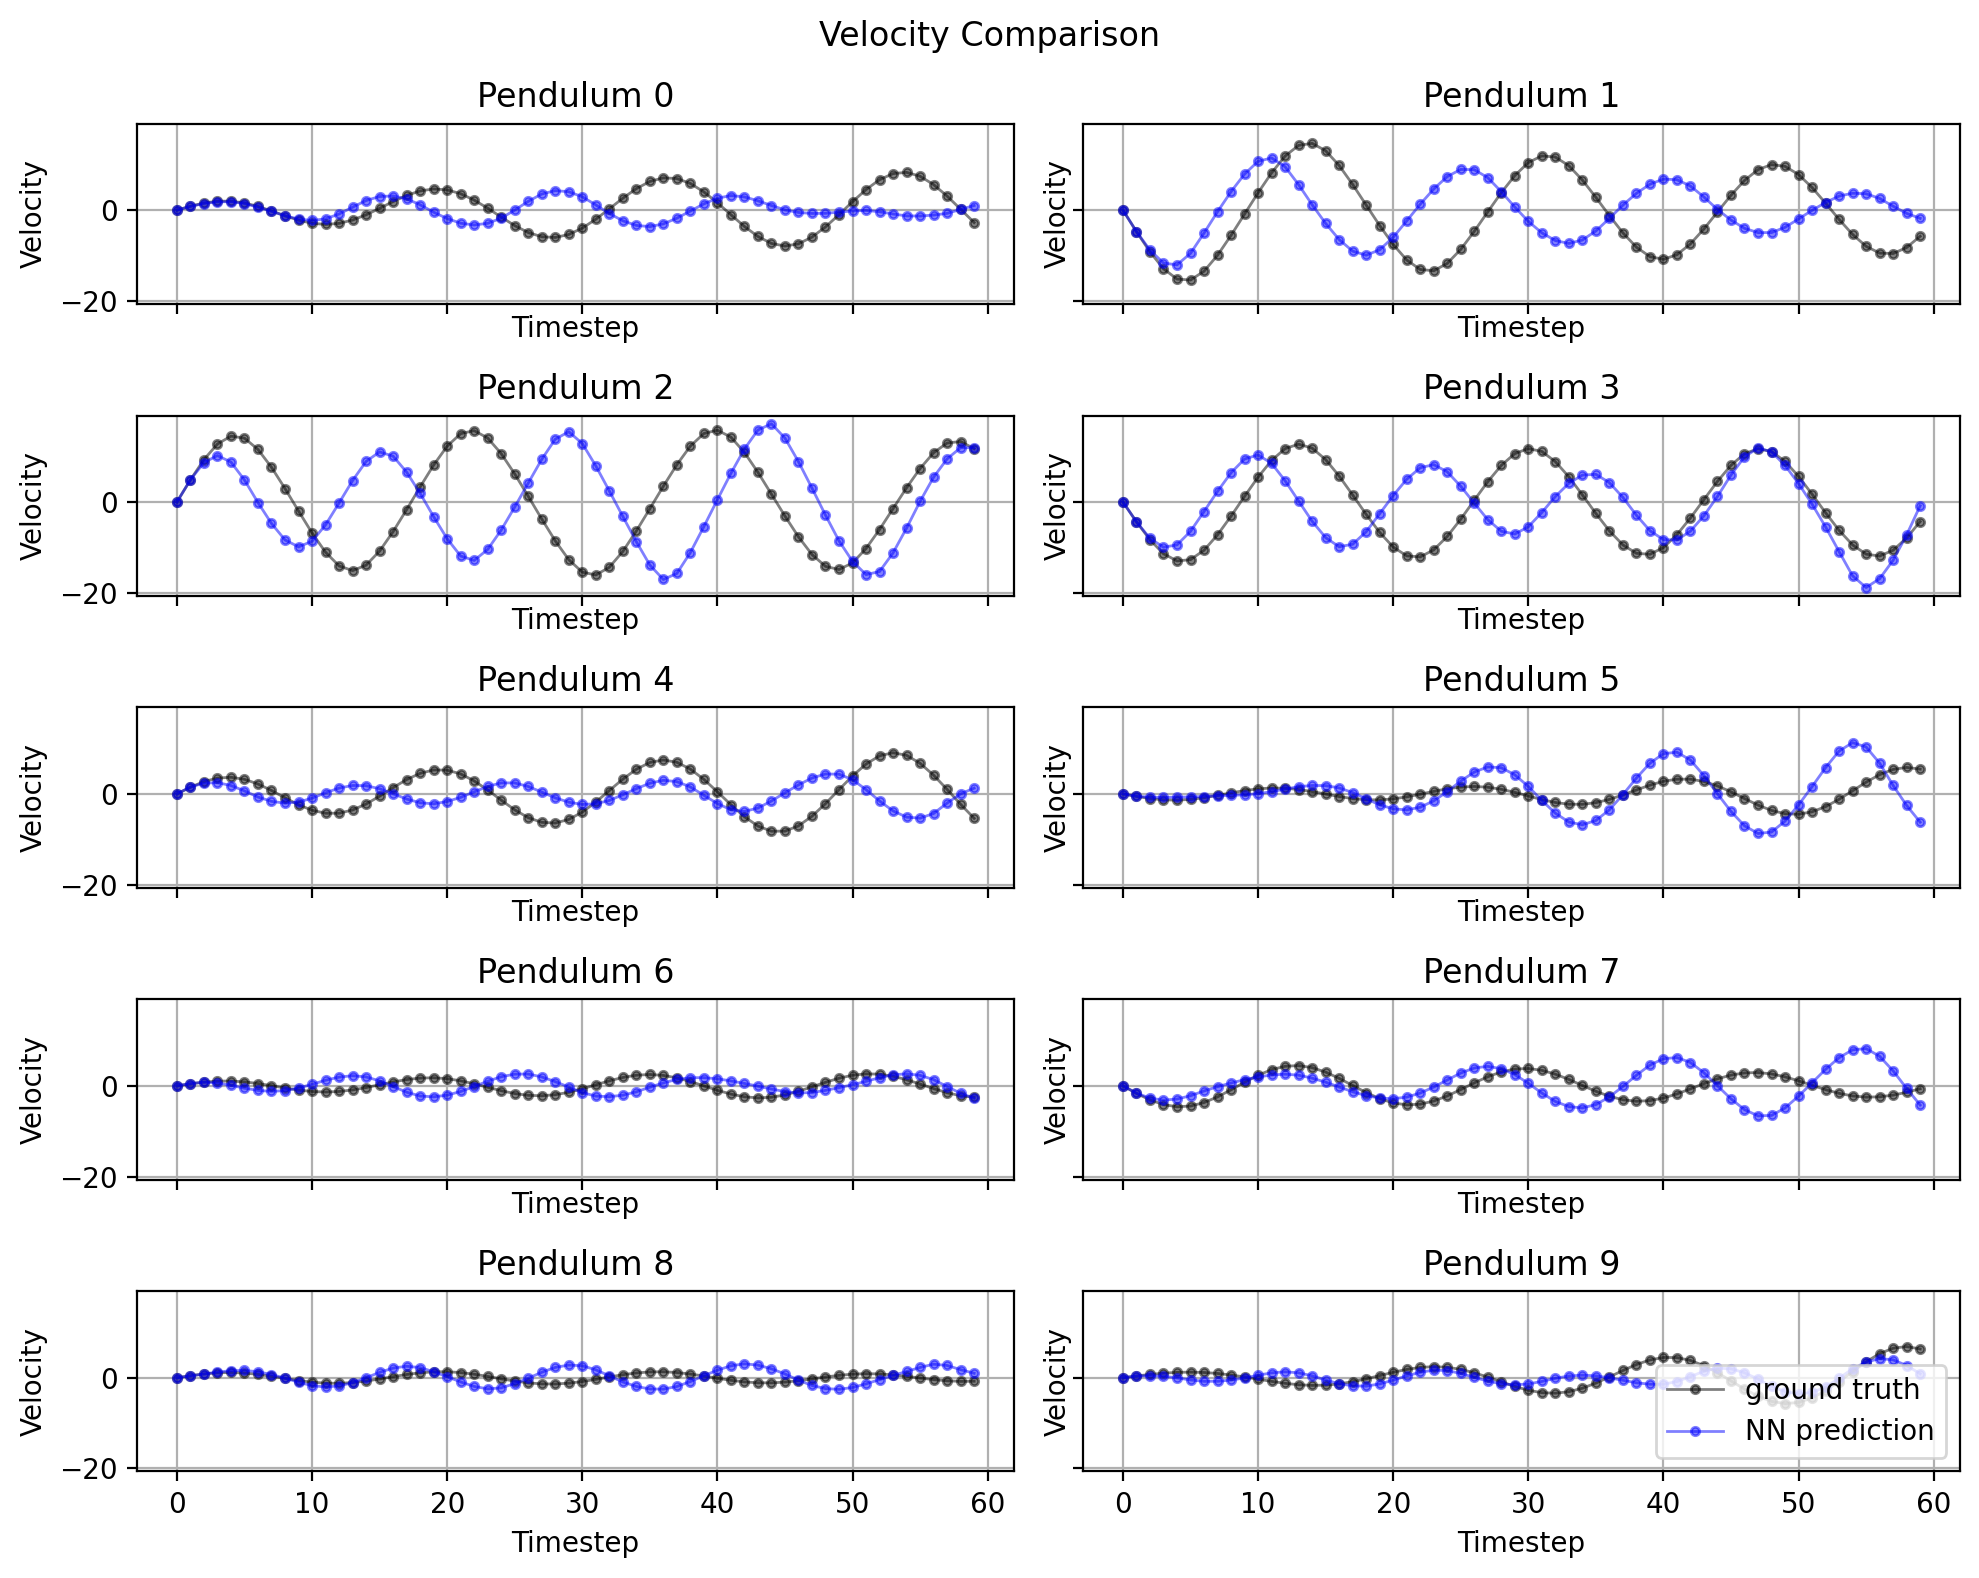 Velocity Comparison
Pendulum 0
Pendulum 1
Velocity
0
−20
Timestep
Velocity
Timestep
Pendulum 2
Pendulum 3
Velocity
0
−20
Timestep
Velocity
Timestep
Pendulum 4
Pendulum 5
Velocity
0
−20
Timestep
Velocity
Timestep
Pendulum 6
Pendulum 7
Velocity
0
−20
Timestep
Velocity
Timestep
Pendulum 8
Pendulum 9
Velocity
0
−20
0 10 20 30 40 50 60
Timestep
Velocity
ground truth
NN prediction
0 10 20 30 40 50 60
Timestep